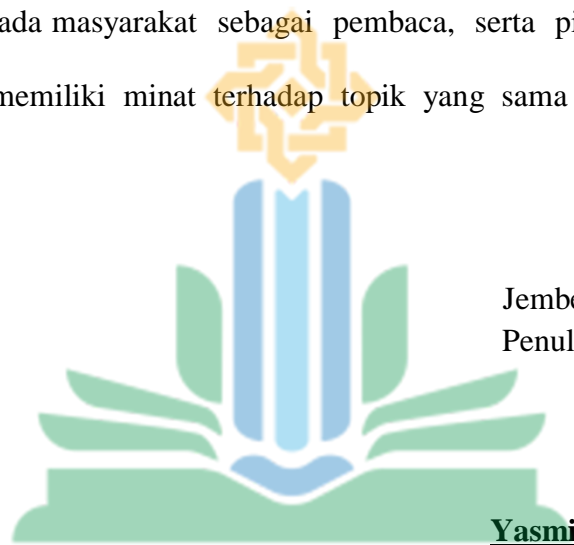 ada masyarakat sebagai pembaca, serta pi
memiliki minat terhadap topik yang sama
Jembe
Penul
Yasmi